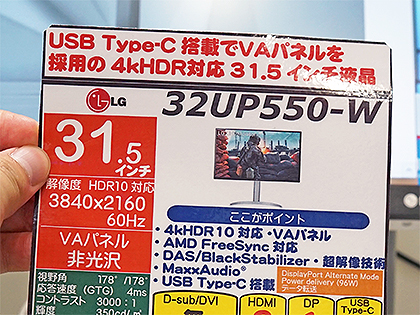 USB Type-C 搭載でVAパネルを
採用の 4kHDR対応 31.5 インチ液晶
LG
32UP550-W
31.5
インチ
解像度 HDR10 対応
3840x2160
60Hz
VAパネル
非光沢
視野角 178° /178°
応答速度 (GTG) 4ms
コントラスト 3000 : 1
輝度 350cd/㎡
ここがポイント
・4kHDR10 対応・VAパネル
・AMD FreeSync 対応
・DAS/BlackStabilizer・超解像技術
・MaxxAudio®
・USB Type-C 搭載
DisplayPort Alternate Mode
Power delivery (96W)
データ転送
D-sub/DVI
HDMI
DP
USB
Type-C